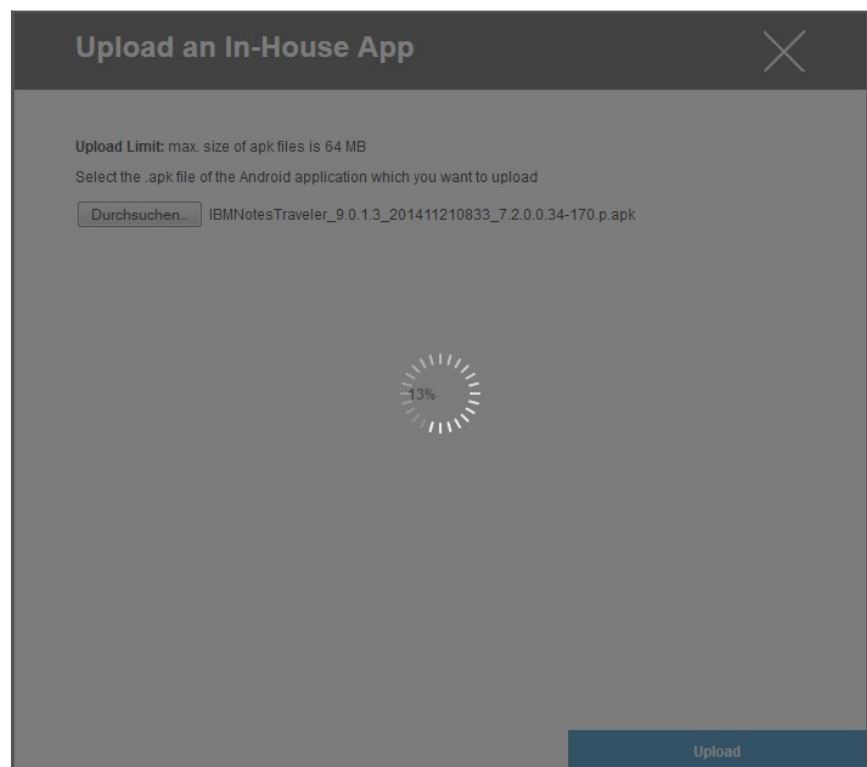 Upload an In-House App
Upload Limit: max. size of apk files is 64 MB
Select the .apk file of the Android application which you want to upload
Durchsuchen... IBMNotesTraveler_9.0.1.3_201411210833_7.2.0.0.34-170.p.apk
13%
Upload